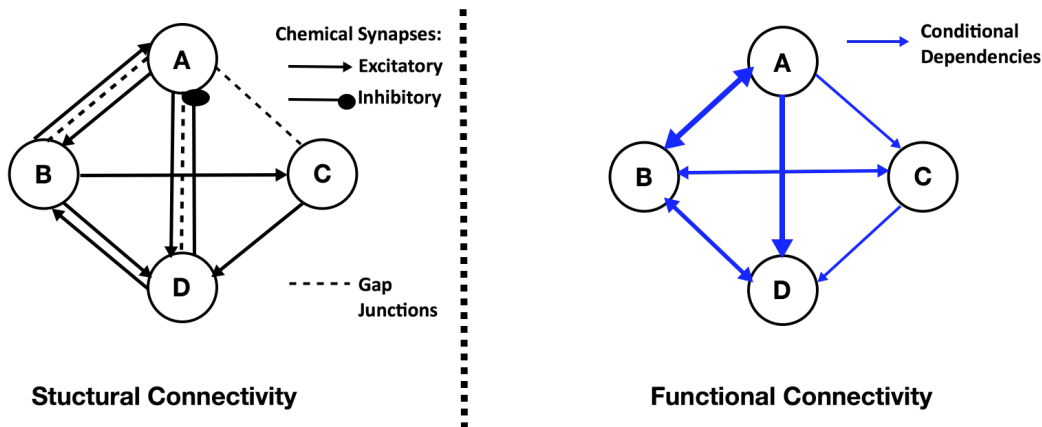 A
B
C
D
Chemical Synapses:
Excitatory
Inhibitory
Gap
Junctions
Stuctural Connectivity
A
B
C
D
Conditional
Dependencies
Functional Connectivity